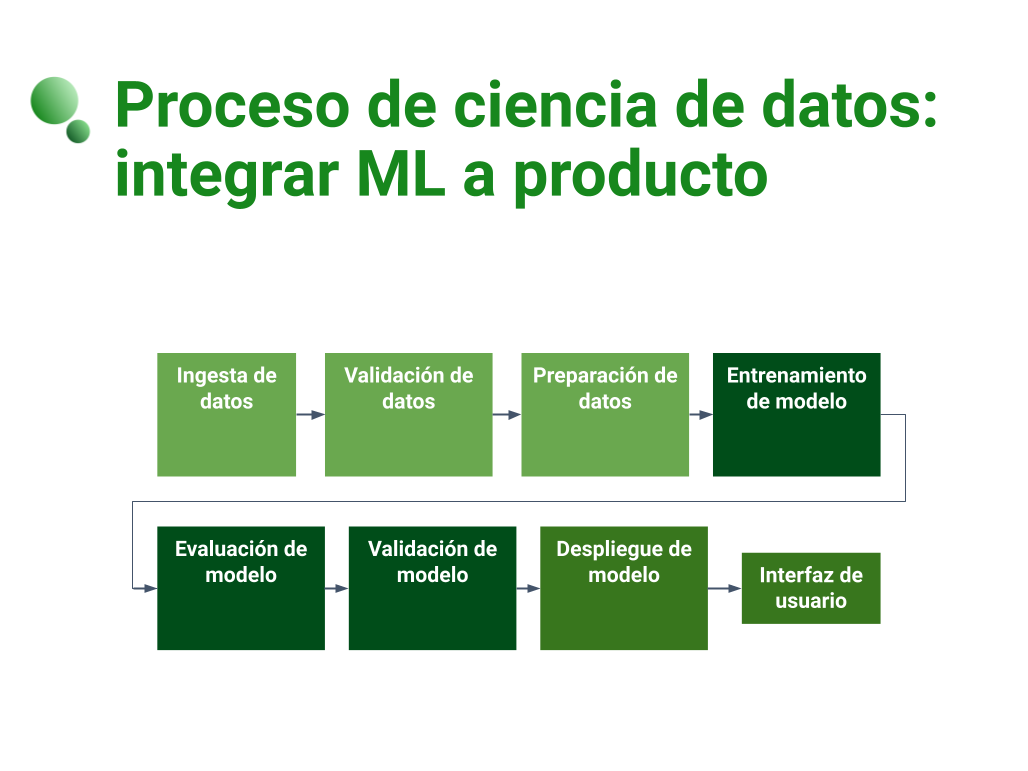 Proceso de ciencia de datos:
integrar ML a producto
Ingesta de
datos
Validación de
datos
Preparación de
datos
Entrenamiento
de modelo
Evaluación de
modelo
Validación de
modelo
Despliegue de
modelo
Interfaz de
usuario